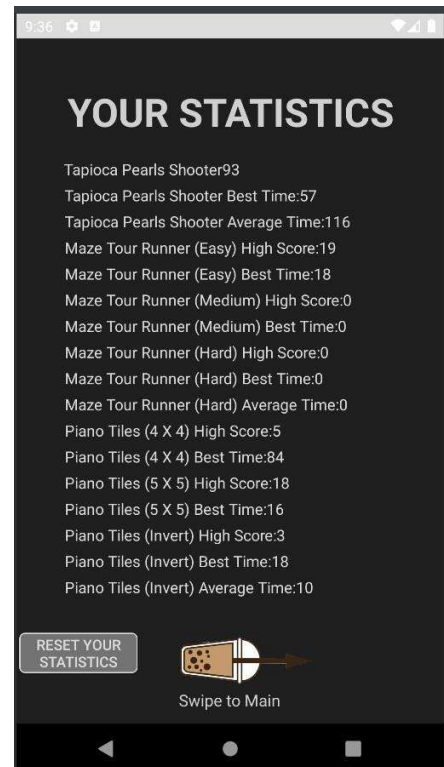 9:36
YOUR STATISTICS
Tapioca Pearls Shooter93
Tapioca Pearls Shooter Best Time:57
Tapioca Pearls Shooter Average Time:116
Maze Tour Runner (Easy) High Score:19
Maze Tour Runner (Easy) Best Time:18
Maze Tour Runner (Medium) High Score:0
Maze Tour Runner (Medium) Best Time:0
Maze Tour Runner (Hard) High Score:0
Maze Tour Runner (Hard) Best Time:0
Maze Tour Runner (Hard) Average Time:0
Piano Tiles (4 X 4) High Score:5
Piano Tiles (4 X 4) Best Time:84
Piano Tiles (5 X 5) High Score:18
Piano Tiles (5 X 5) Best Time:16
Piano Tiles (Invert) High Score:3
Piano Tiles (Invert) Best Time:18
Piano Tiles (Invert) Average Time:10
RESET YOUR
STATISTICS
Swipe to Main